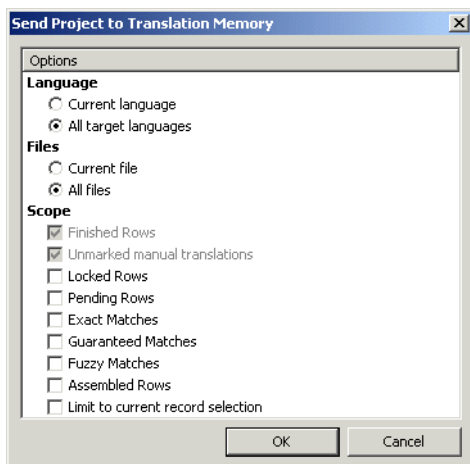 Send Project to Translation Memory
Options
Language
Current language
All target languages
Files
Current file
All files
Scope
Finished Rows
Unmarked manual translations
Locked Rows
Pending Rows
Exact Matches
Guaranteed Matches
Fuzzy Matches
Assembled Rows
Limit to current record selection
OK Cancel